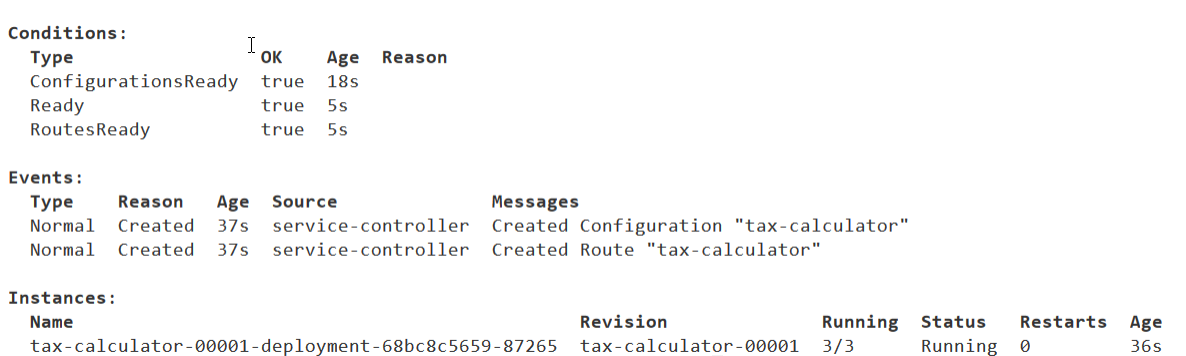 Conditions:
Type OK Age Reason
ConfigurationsReady true 18s
Ready true 5s
RoutesReady true 5s
Events:
Type Reason Age Source Messages
Normal Created 37s service-controller Created Configuration "tax-calculator"
Normal Created 37s service-controller Created Route "tax-calculator"
Instances:
Name Revision Running Status Restarts Age
tax-calculator-00001-deployment-68bc8c5659-87265 tax-calculator-00001 3/3 Running 0 36s